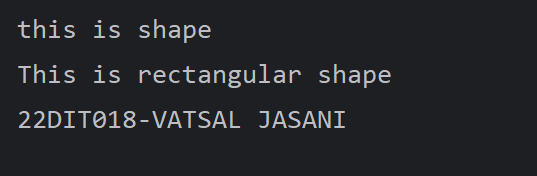 this is shape
This is rectangular shape
22DIT018-VATSAL JASANI